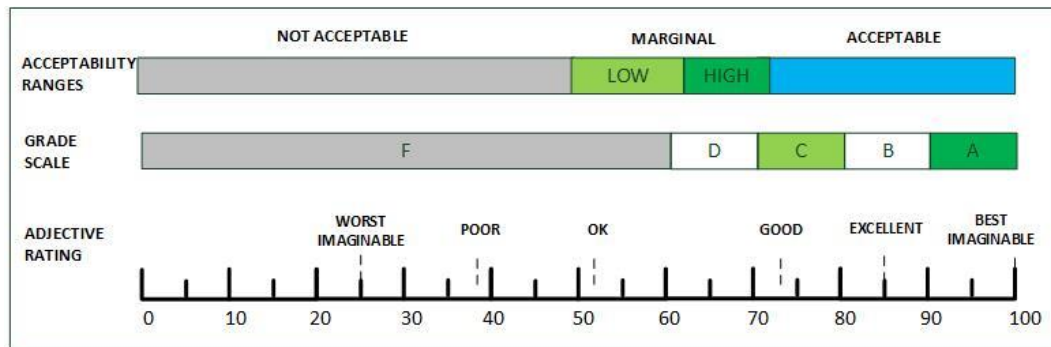 NOT ACCEPTABLE MARGINAL ACCEPTABLE
ACCEPTABILITY
RANGES
LOW HIGH
GRADE
SCALE
F D C B A
ADJECTIVE
RATING
WORST
IMAGINABLE
POOR
OK
GOOD
EXCELLENT
BEST
IMAGINABLE
0 10 20 30 40 50 60 70 80 90 100